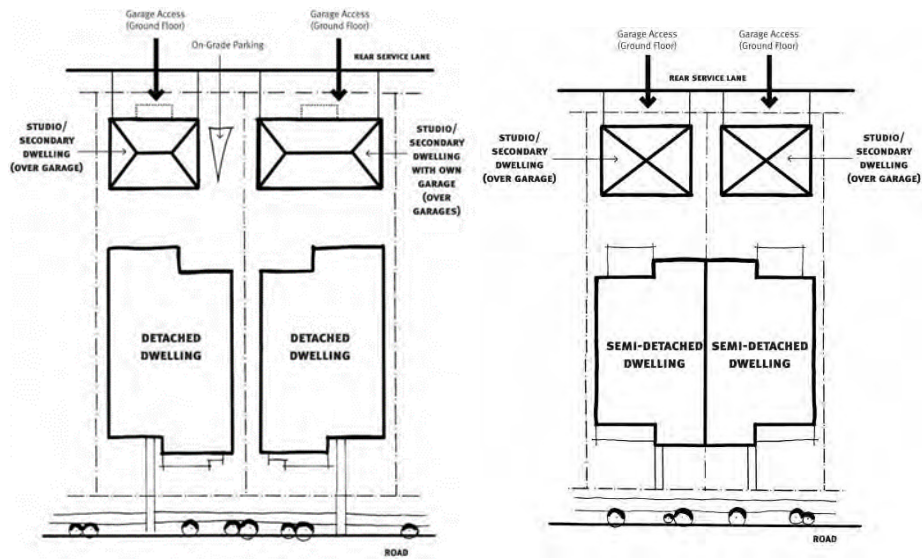 Garage Access
(Ground Floor)
On-Grade Parking
Garage Access
(Ground Floor)
REAR SERVICE LANE
STUDIO/
SECONDARY
DWELLING
(OVER GARAGE)
STUDIO/
SECONDARY
DWELLING
WITH OWN
GARAGE
(OVER
GARAGES)
DETACHED
DWELLING
DETACHED
DWELLING
ROAD
Garage Access
(Ground Floor)
Garage Access
(Ground Floor)
REAR SERVICE LANE
STUDIO/
SECONDARY
DWELLING
(OVER GARAGE)
STUDIO/
SECONDARY
DWELLING
(OVER GARAGE)
SEMI-DETACHED
DWELLING
SEMI-DETACHED
DWELLING
ROAD